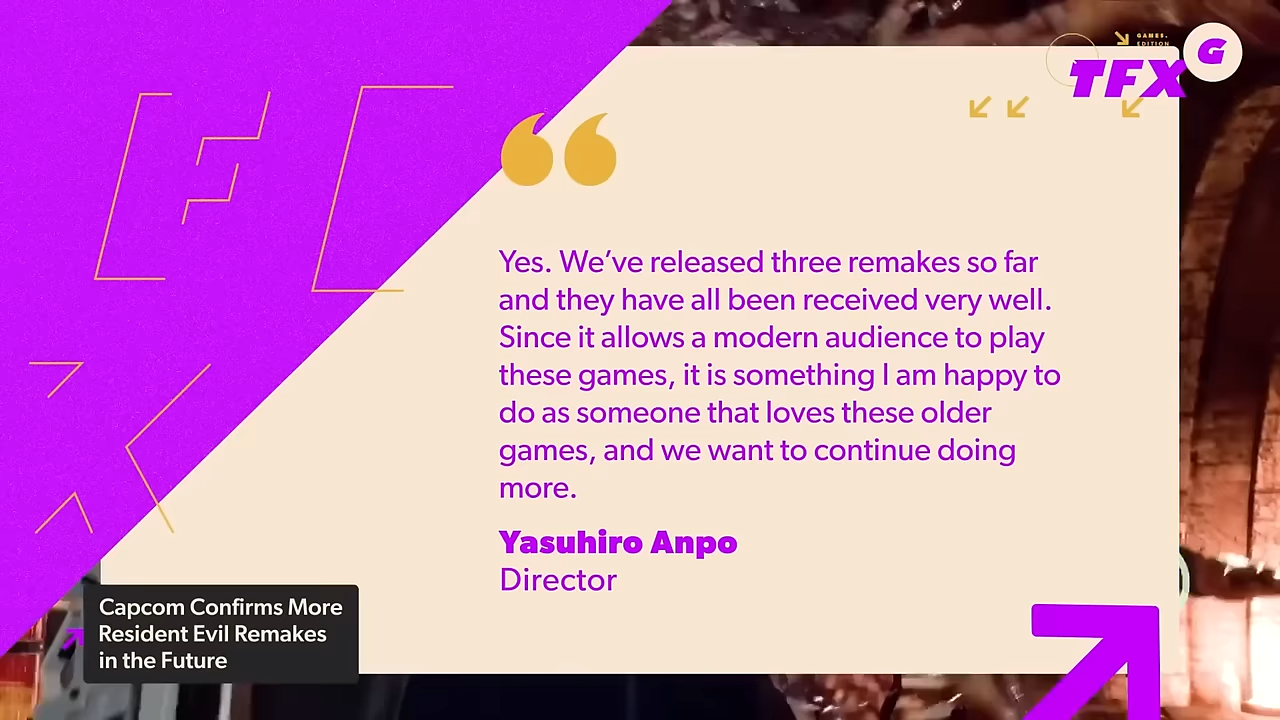 GAMES.
EDITION
G
TFX
Yes. We’ve released three remakes so far
and they have all been received very well.
Since it allows a modern audience to play
these games, it is something I am happy to
do as someone that loves these older
games, and we want to continue doing
more.
Yasuhiro Anpo
Director
Capcom Confirms More
Resident Evil Remakes
in the Future